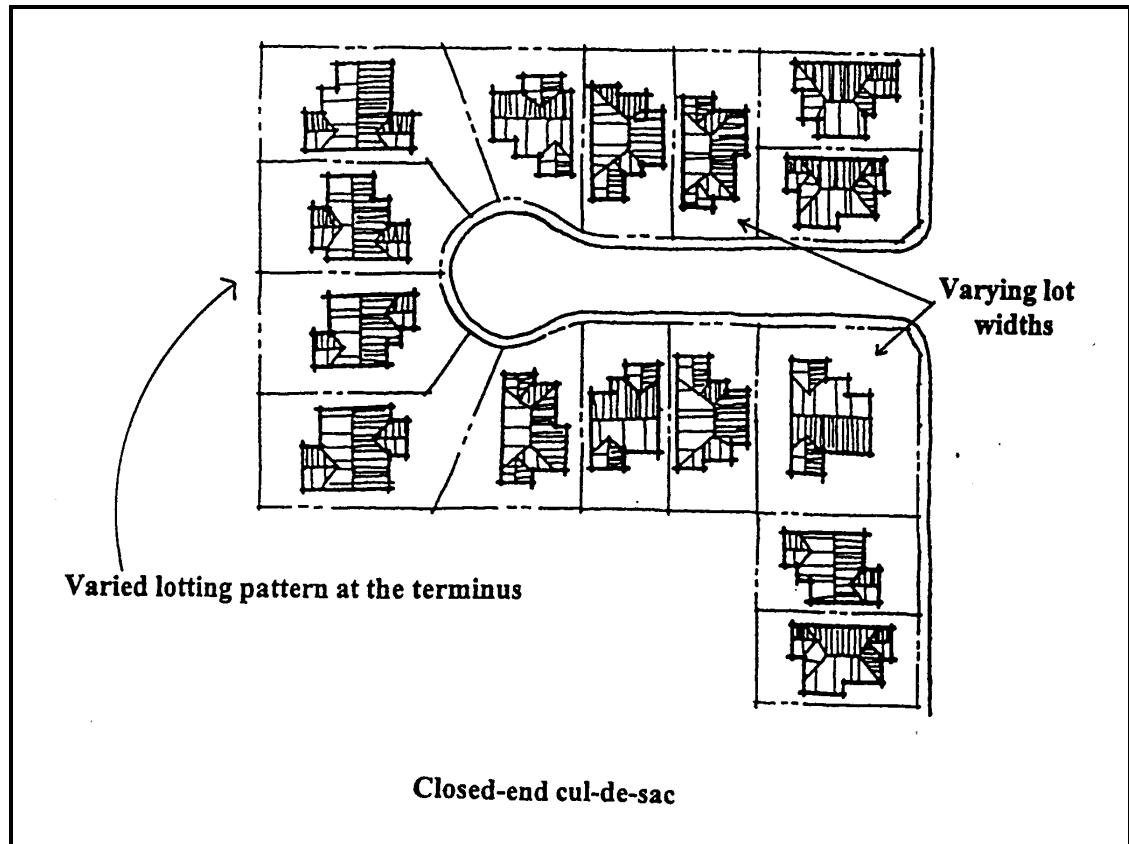 Varying lot
widths
Varied lotting pattern at the terminus
Closed-end cul-de-sac